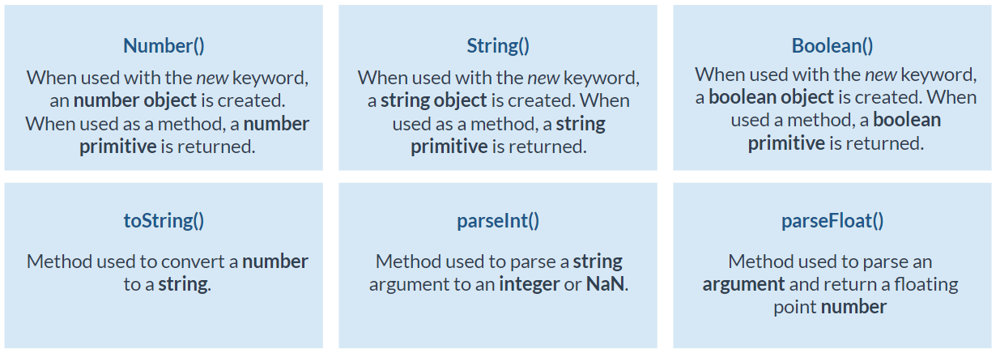 Number()
When used with the new keyword,
an number object is created.
When used as a method, a number
primitive is returned.
String()
When used with the new keyword,
a string object is created. When
used as a method, a string
primitive is returned.
Boolean()
When used with the new keyword,
a boolean object is created. When
used a method, a boolean
primitive is returned.
toString()
Method used to convert a number
to a string.
parseInt()
Method used to parse a string
argument to an integer or NaN.
parseFloat()
Method used to parse an
argument and return a floating
point number